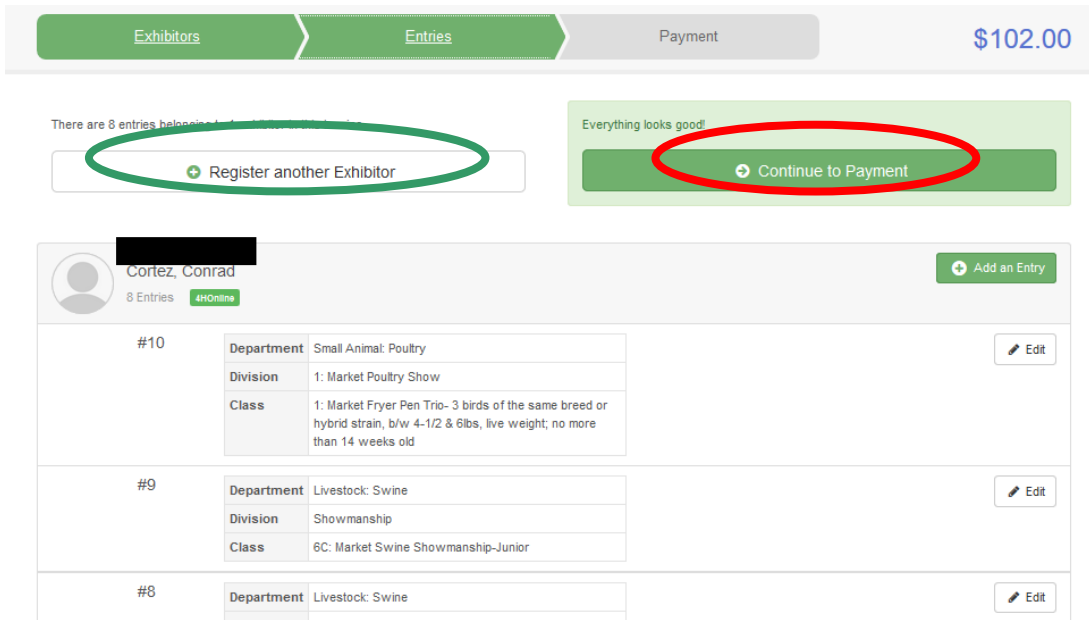 Exhibitors
Entries
Payment
$102.00
There are 8 entries
Everything looks good!
Register another Exhibitor
Continue to Payment
Cortez, Conrad
8 Entries 4HOnline
Add an Entry
#10
Department Small Animal: Poultry
Edit
Division 1: Market Poultry Show
Class 1: Market Fryer Pen Trio- 3 birds of the same breed or
hybrid strain, b/w 4-1/2 & 6lbs, live weight; no more
than 14 weeks old
#9
Department Livestock: Swine
Edit
Division Showmanship
Class 6C: Market Swine Showmanship-Junior
#8
Department Livestock: Swine
Edit